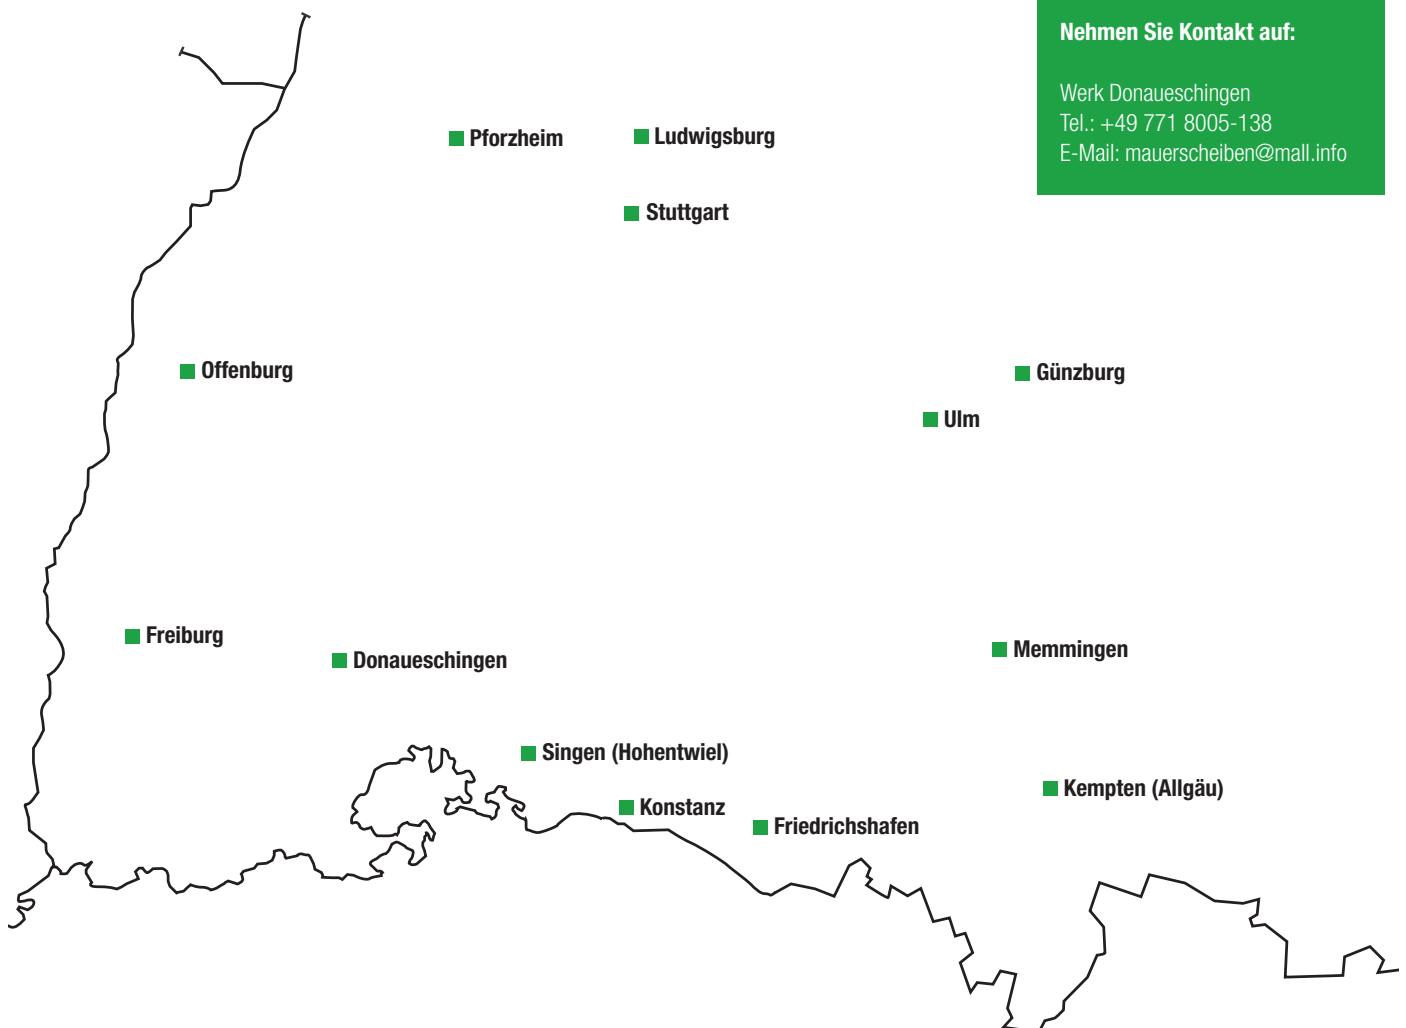 Nehmen Sie Kontakt auf:
Werk Donaueschingen
Tel.: +49 771 8005-138
E-Mail: mauerscheiben@mall.info
Pforzheim
Ludwigsburg
Stuttgart
Offenburg
Günzburg
Ulm
Freiburg
Donaueschingen
Memmingen
Singen (Hohentwiel)
Kempten (Allgäu)
Konstanz
Friedrichshafen